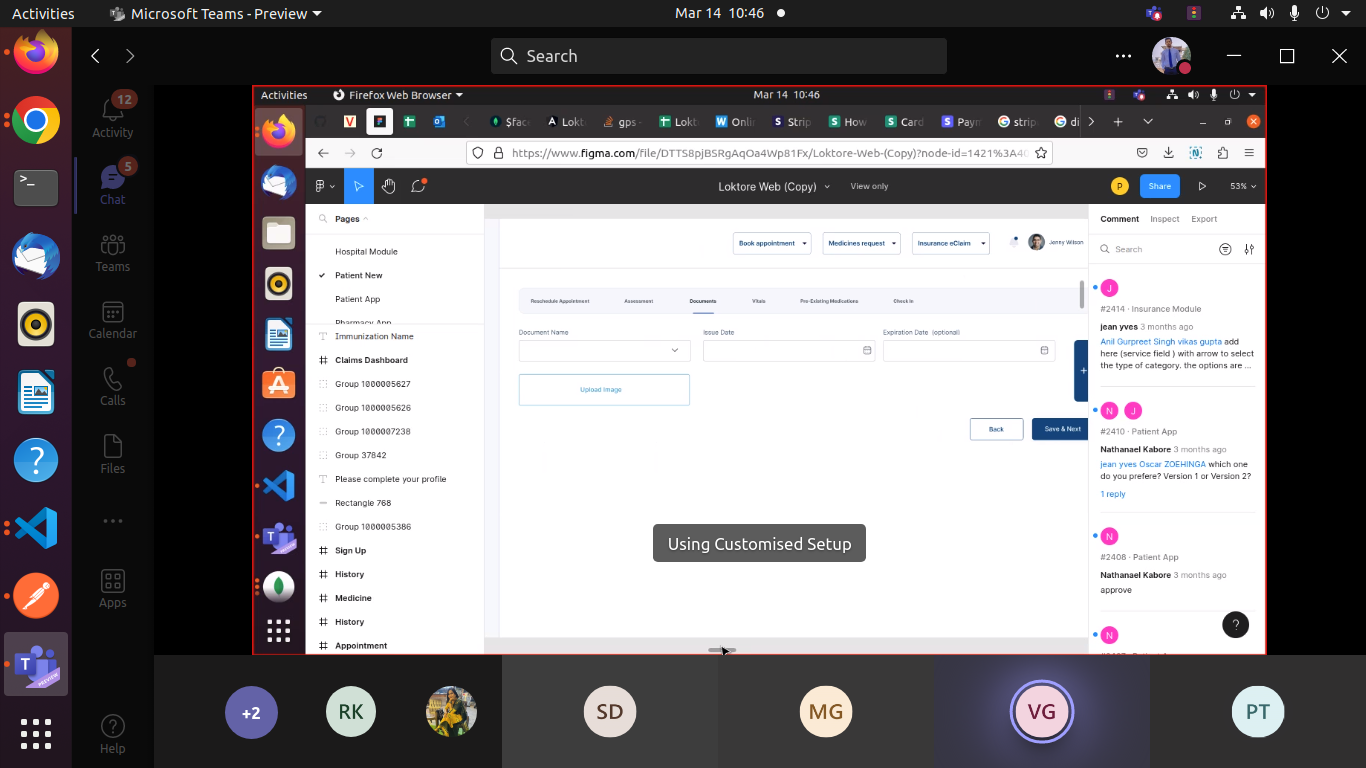 Activities
Microsoft Teams - Preview
Mar 14 10:46
Search
12
Activity
5
Chat
Teams
Calendar
Calls
Files
Apps
Help
Activities
Firefox Web Browser
Mar 14 10:46
$fac
Lokt
gps -
Lokt
Onli
Strip
How
Card
Payn
strip
di
https://www.figma.com/file/DTTS8pjBSRgAqOa4Wp81Fx/Loktore-Web-(Copy)?node-id=1421%3A4
Loktore Web (Copy)
View only
P
Share
53%
Pages
Hospital Module
Patient New
Patient App
Pharmacy App
Immunization Name
Claims Dashboard
Group 1000005627
Group 1000005626
Group 1000007238
Group 37842
Please complete your profile
Rectangle 768
Group 1000005386
Sign Up
History
Medicine
History
Appointment
Book appointment
Medicines request
Insurance eClaim
Jenny Wilson
Reschedule Appointment
Assessment
Documents
Vitals
Pre-Existing Medications
Check In
Document Name
Issue Date
Expiration Date (optional)
+
Upload Image
Back
Save & Next
Using Customised Setup
Comment
Inspect
Export
Search
J
#2414 · Insurance Module
jean yves 3 months ago
Anil Gurpreet Singh vikas gupta add
here (service field ) with arrow to select
the type of category. the options are ...
N J
#2410 · Patient App
Nathanael Kabore 3 months ago
jean yves Oscar ZOEHINGA which one
do you prefere? Version 1 or Version 2?
1 reply
N
#2408 · Patient App
Nathanael Kabore 3 months ago
approve
N
?
+2
RK
SD
MG
VG
PT